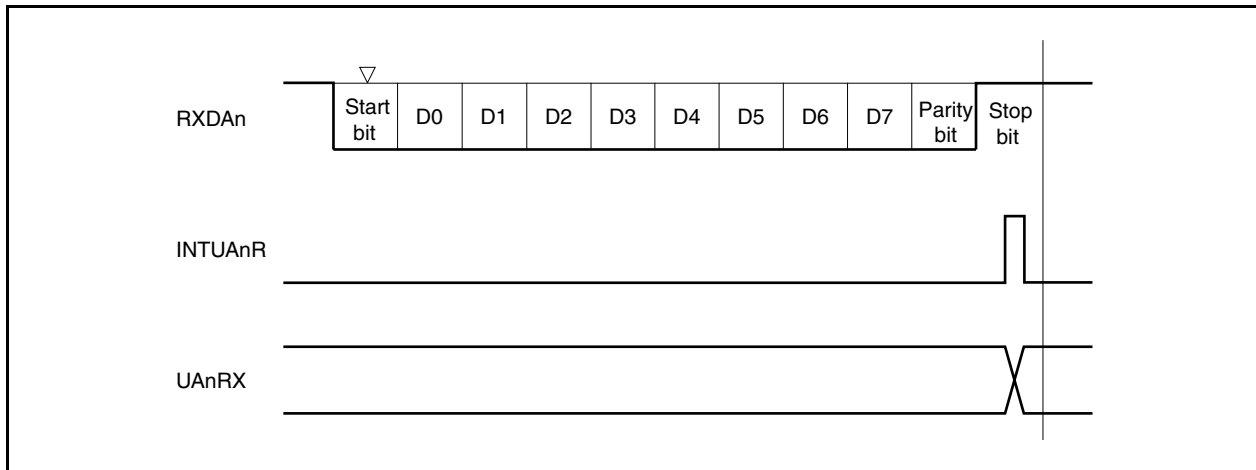 RXDAn
Start bit
D0
D1
D2
D3
D4
D5
D6
D7
Parity bit
Stop bit
INTUAnR
UAnRX